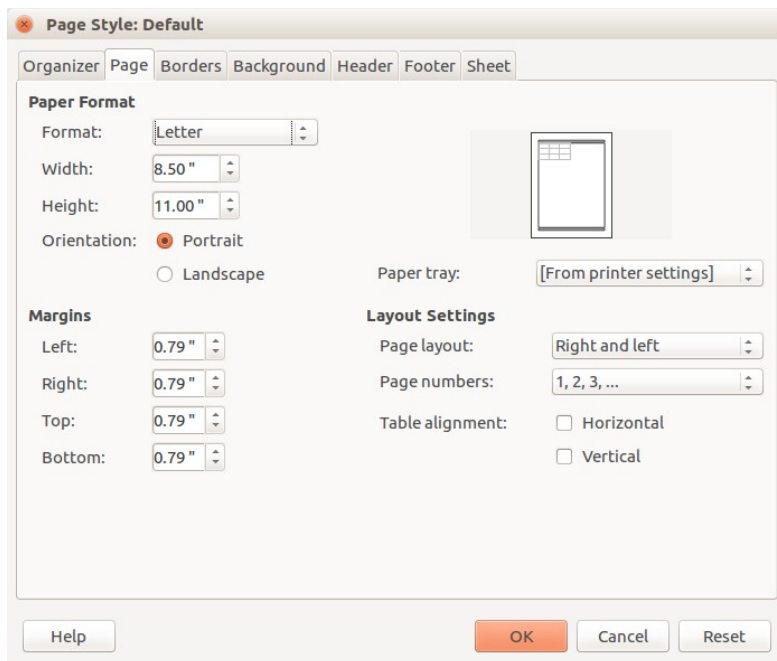 Page Style: Default
Organizer Page Borders Background Header Footer Sheet
Paper Format
Format: Letter
Width: 8.50 "
Height: 11.00 "
Orientation: Portrait
Landscape
Paper tray: [From printer settings]
Margins
Left: 0.79 "
Right: 0.79 "
Top: 0.79 "
Bottom: 0.79 "
Layout Settings
Page layout: Right and left
Page numbers: 1, 2, 3, ...
Table alignment: Horizontal
Vertical
Help OK Cancel Reset